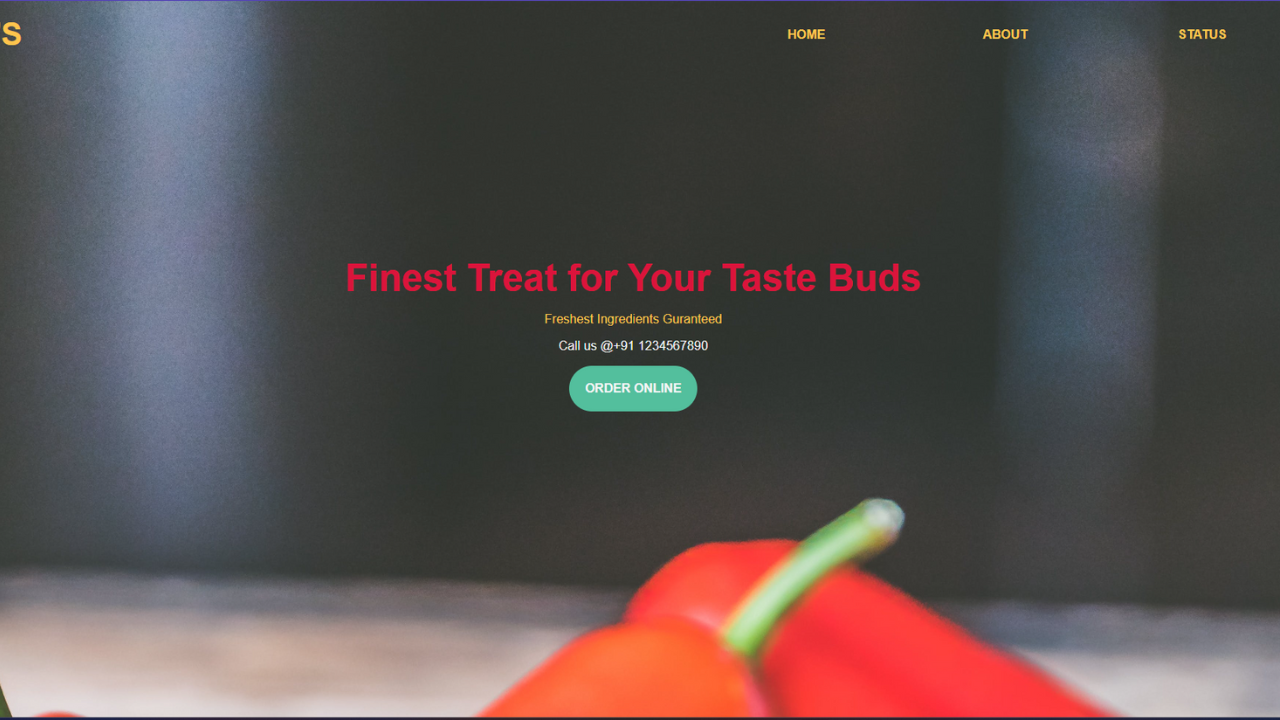 S
HOME ABOUT STATUS
Finest Treat for Your Taste Buds
Freshest Ingredients Guranteed
Call us @+91 1234567890
ORDER ONLINE